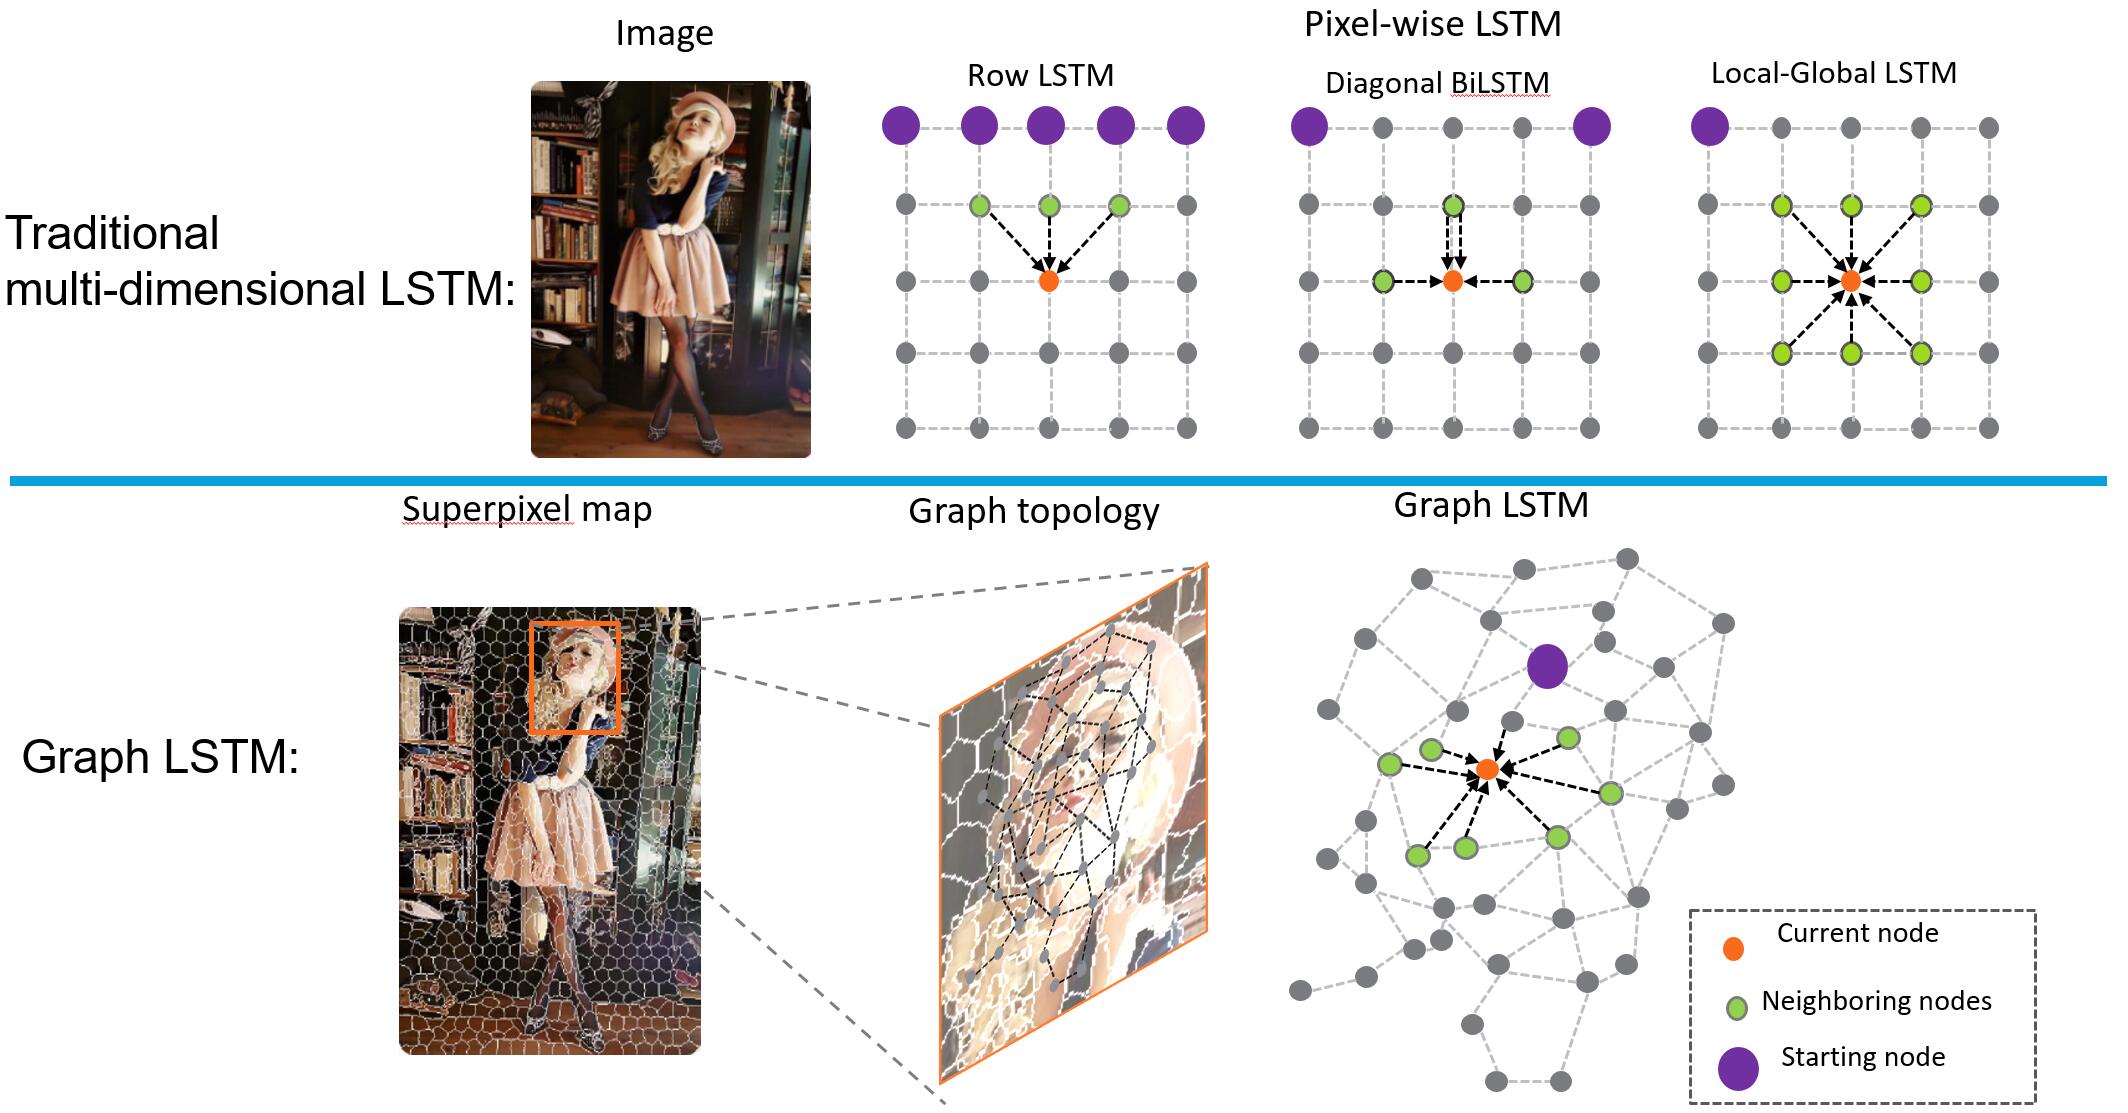 Image
Pixel-wise LSTM
Row LSTM
Diagonal BiLSTM
Local-Global LSTM
Traditional
multi-dimensional LSTM:
Superpixel map
Graph topology
Graph LSTM
Graph LSTM:
Current node
Neighboring nodes
Starting node